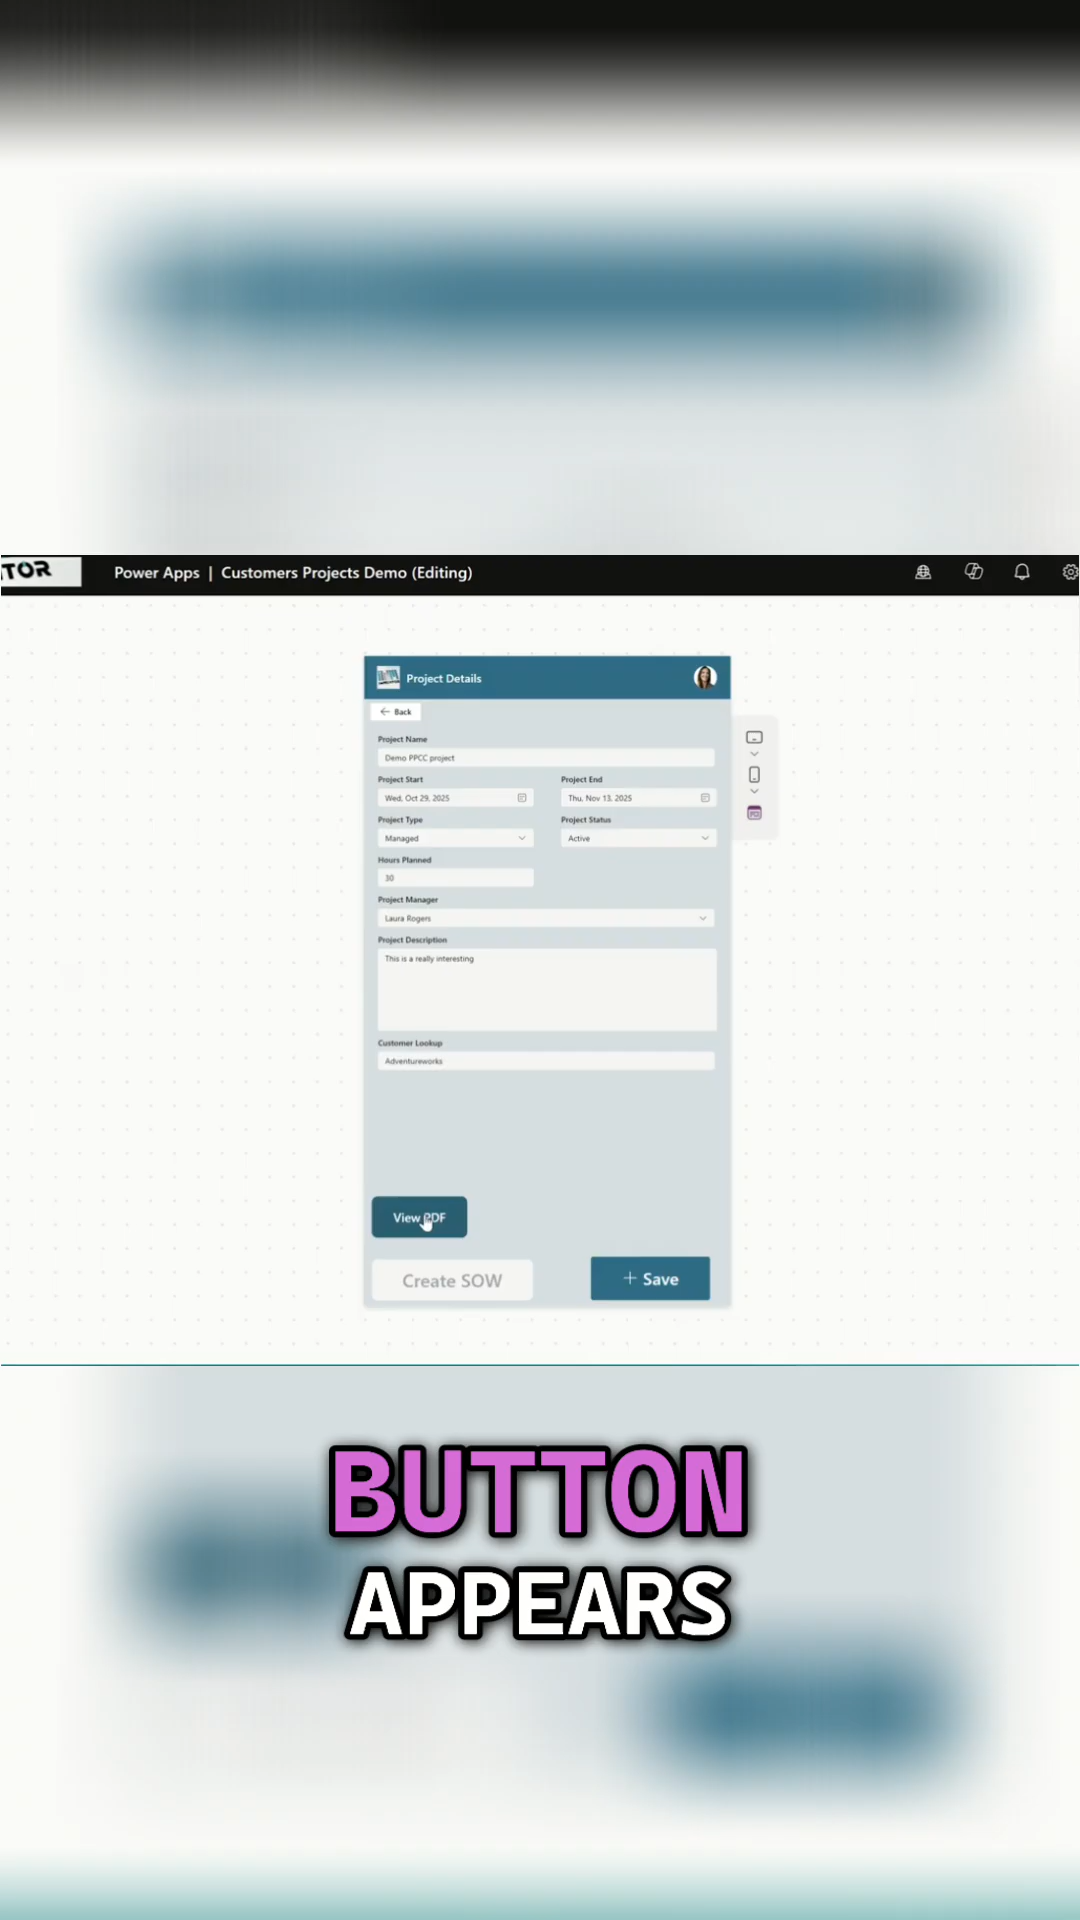 TOR
Power Apps | Customers Projects Demo (Editing)
Project Details
Back
Project Name
Demo PPCC project
Project Start
Project End
Wed, Oct 29, 2025
Thu, Nov 13, 2025
Project Type
Project Status
Managed
Active
Hours Planned
30
Project Manager
Laura Rogers
Project Description
This is a really interesting
Customer Lookup
Adventureworks
View PDF
Create SOW
+ Save
BUTTON
APPEARS